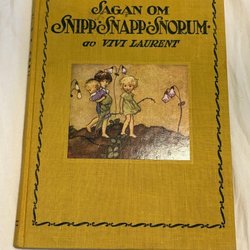 SAGAN OM
SNIPP·SNAPP·SNORUM·
av VIVI LAURENT